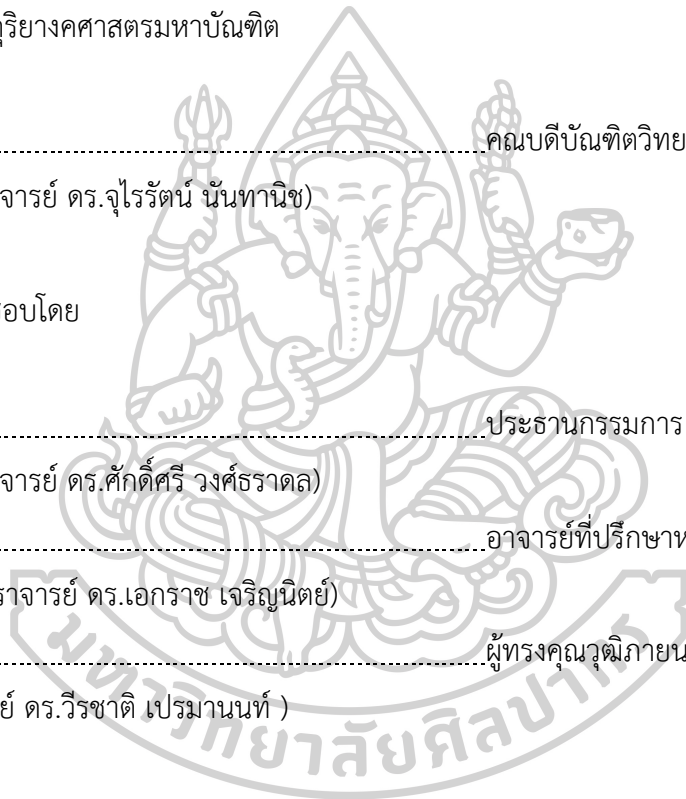 ดุริยางคศาสตรมหาบัณฑิต
คณบดีบัณฑิตวิทย
จารย์ ดร.จุไรรัตน์ นันทานิช)
อบโดย
ประธานกรรมการ
จารย์ ดร.ศักดิ์ศรี วงศ์ธราดล)
อาจารย์ที่ปรึกษาห
ราจารย์ ดร.เอกราช เจริญนิตย์)
ผู้ทรงคุณวุฒิภายน
ย์ ดร.วีรชาติ เปรมานนท์ )
มหาวิทยาลัยศิลปากร